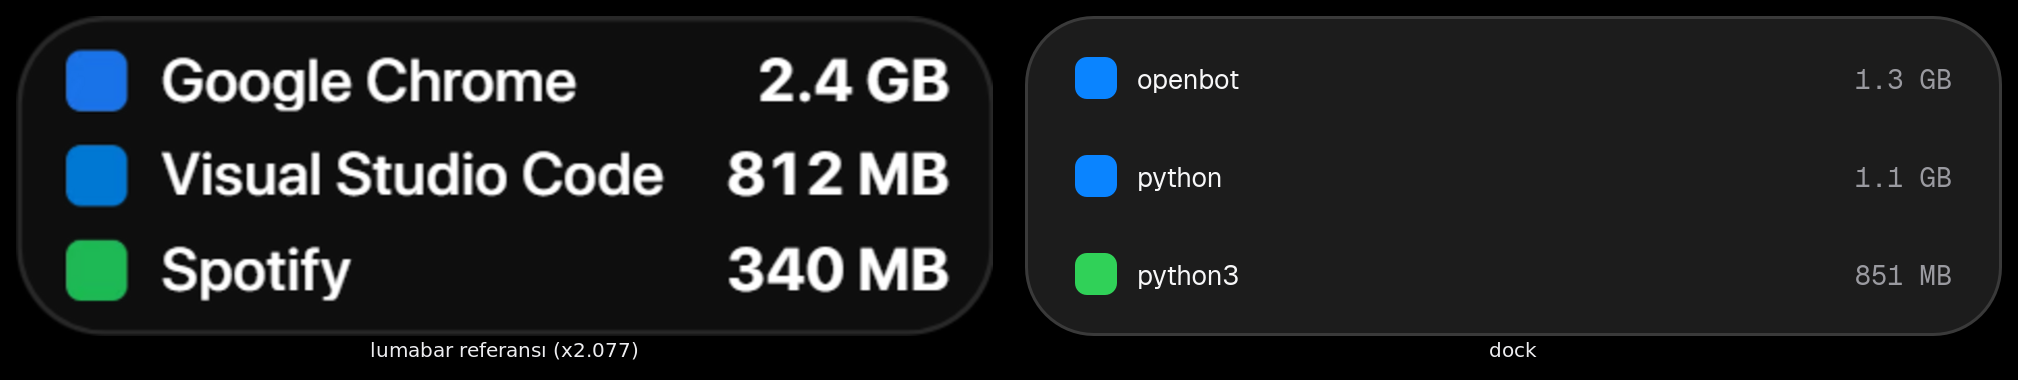 Google Chrome 2.4 GB
Visual Studio Code 812 MB
Spotify 340 MB
lumabar referansı (x2.077)
openbot 1.3 GB
python 1.1 GB
python3 851 MB
dock